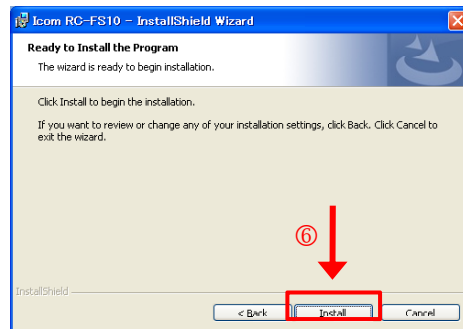 Icom RC-FS10 - InstallShield Wizard
Ready to Install the Program
The wizard is ready to begin installation.
Click Install to begin the installation.
If you want to review or change any of your installation settings, click Back. Click Cancel to
exit the wizard.
⑥
InstallShield
< Back Install Cancel